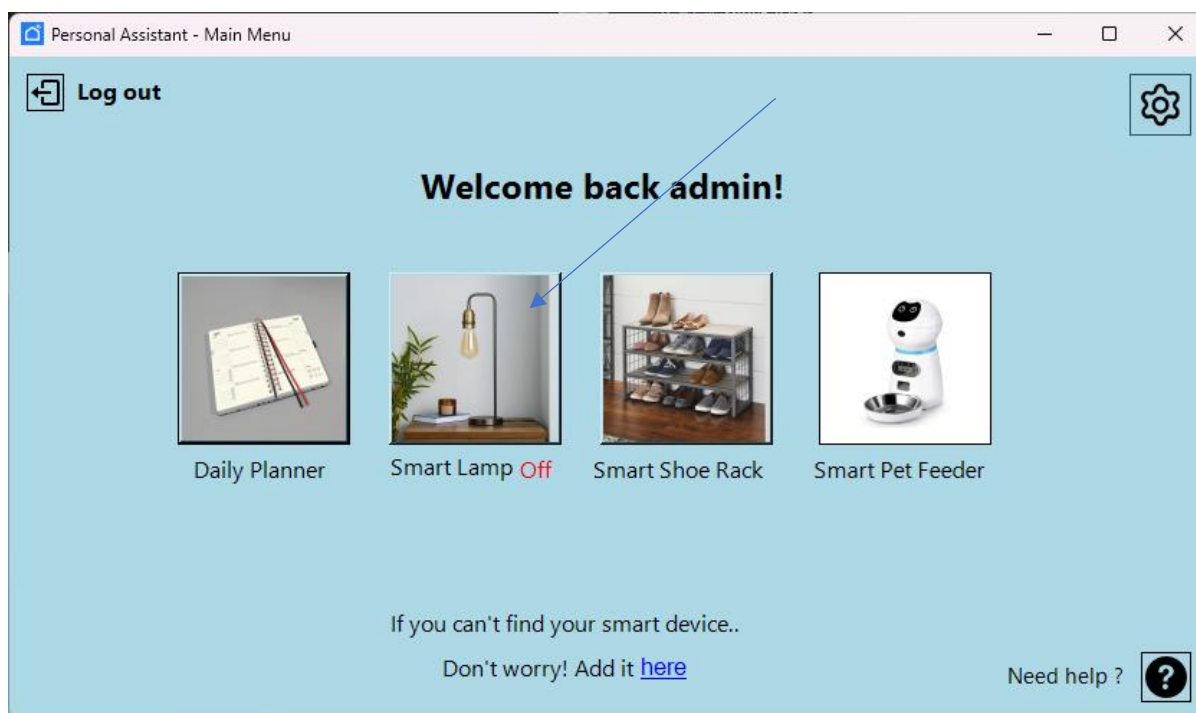 Personal Assistant - Main Menu
Log out
Welcome back admin!
Daily Planner
Smart Lamp Off
Smart Shoe Rack
Smart Pet Feeder
If you can't find your smart device..
Don't worry! Add it here
Need help ?
?